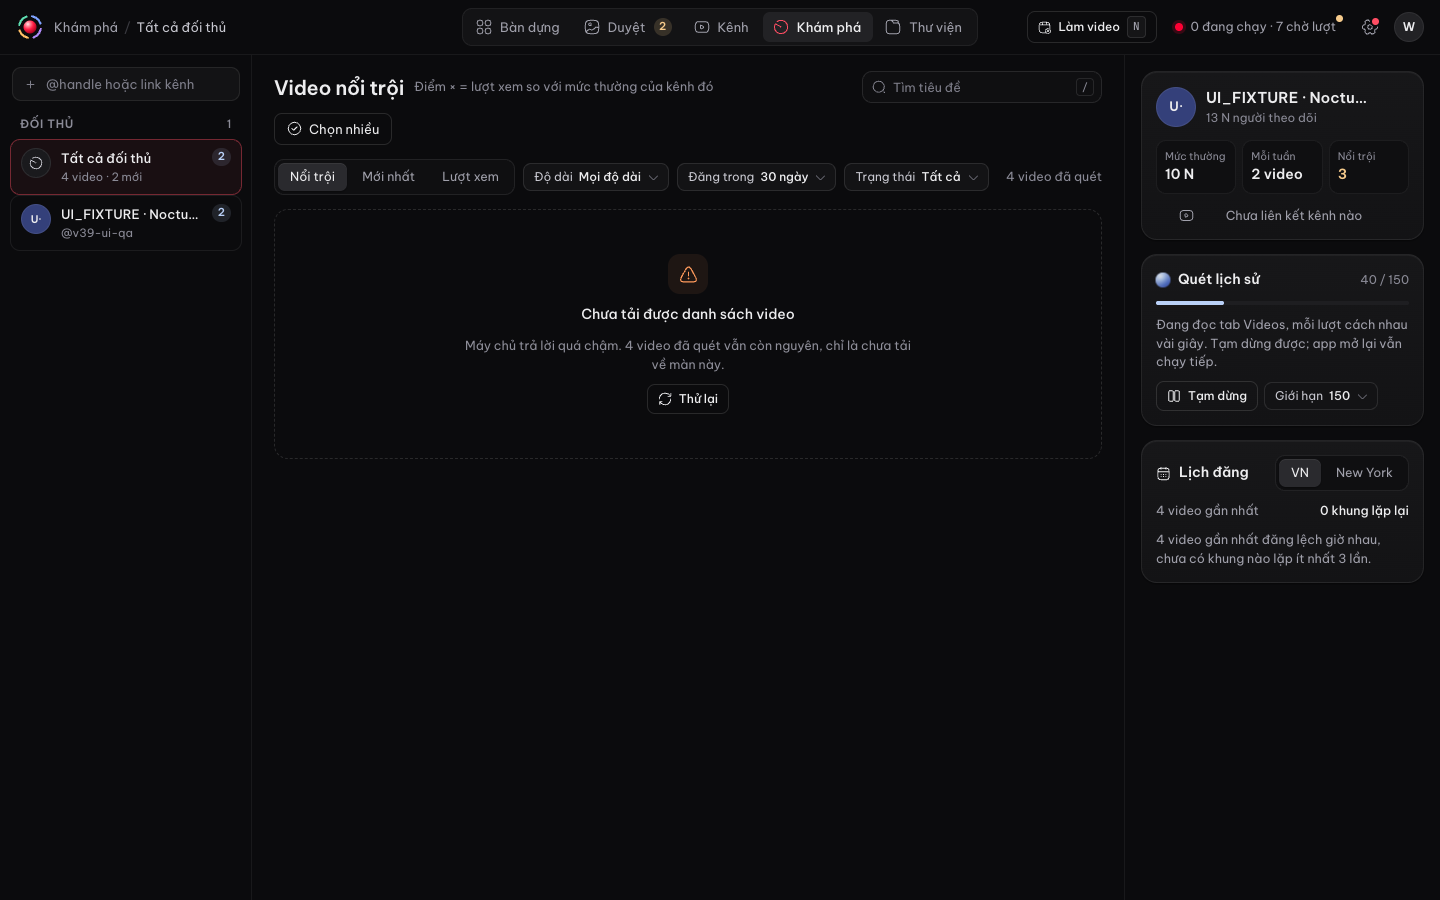 Khám phá / Tất cả đối thủ
Bàn dựng
Duyệt 2
Kênh
Khám phá
Thư viện
Làm video N
0 đang chạy · 7 chờ lượt
W
+ @handle hoặc link kênh
ĐỐI THỦ 1
Tất cả đối thủ 2
4 video · 2 mới
U·
UI_FIXTURE · Noctu... 2
@v39-ui-qa
Video nổi trội
Điểm × = lượt xem so với mức thường của kênh đó
Tìm tiêu đề /
Chọn nhiều
Nổi trội
Mới nhất
Lượt xem
Độ dài Mọi độ dài
Đăng trong 30 ngày
Trạng thái Tất cả
4 video đã quét
Chưa tải được danh sách video
Máy chủ trả lời quá chậm. 4 video đã quét vẫn còn nguyên, chỉ là chưa tải
về màn này.
Thử lại
U·
UI_FIXTURE · Noctu...
13 N người theo dõi
Mức thường
10 N
Mỗi tuần
2 video
Nổi trội
3
Chưa liên kết kênh nào
Quét lịch sử 40 / 150
Đang đọc tab Videos, mỗi lượt cách nhau
vài giây. Tạm dừng được; app mở lại vẫn
chạy tiếp.
Tạm dừng
Giới hạn 150
Lịch đăng
VN
New York
4 video gần nhất
0 khung lặp lại
4 video gần nhất đăng lệch giờ nhau,
chưa có khung nào lặp ít nhất 3 lần.